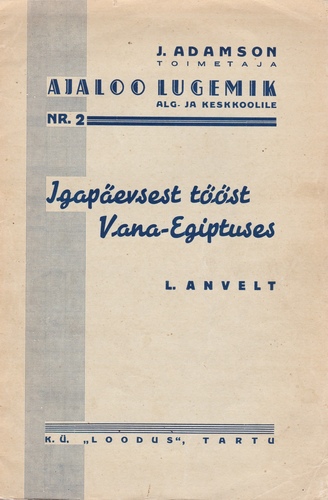 J. ADAMSON
TOIMETAJA
AJALOO LUGEMIK
ALG- JA KESKKOOLILE
NR. 2
Igapäevsest tööst
Vana-Egiptuses
L. ANVELT
K.Ü. „LOODUS“, TARTU